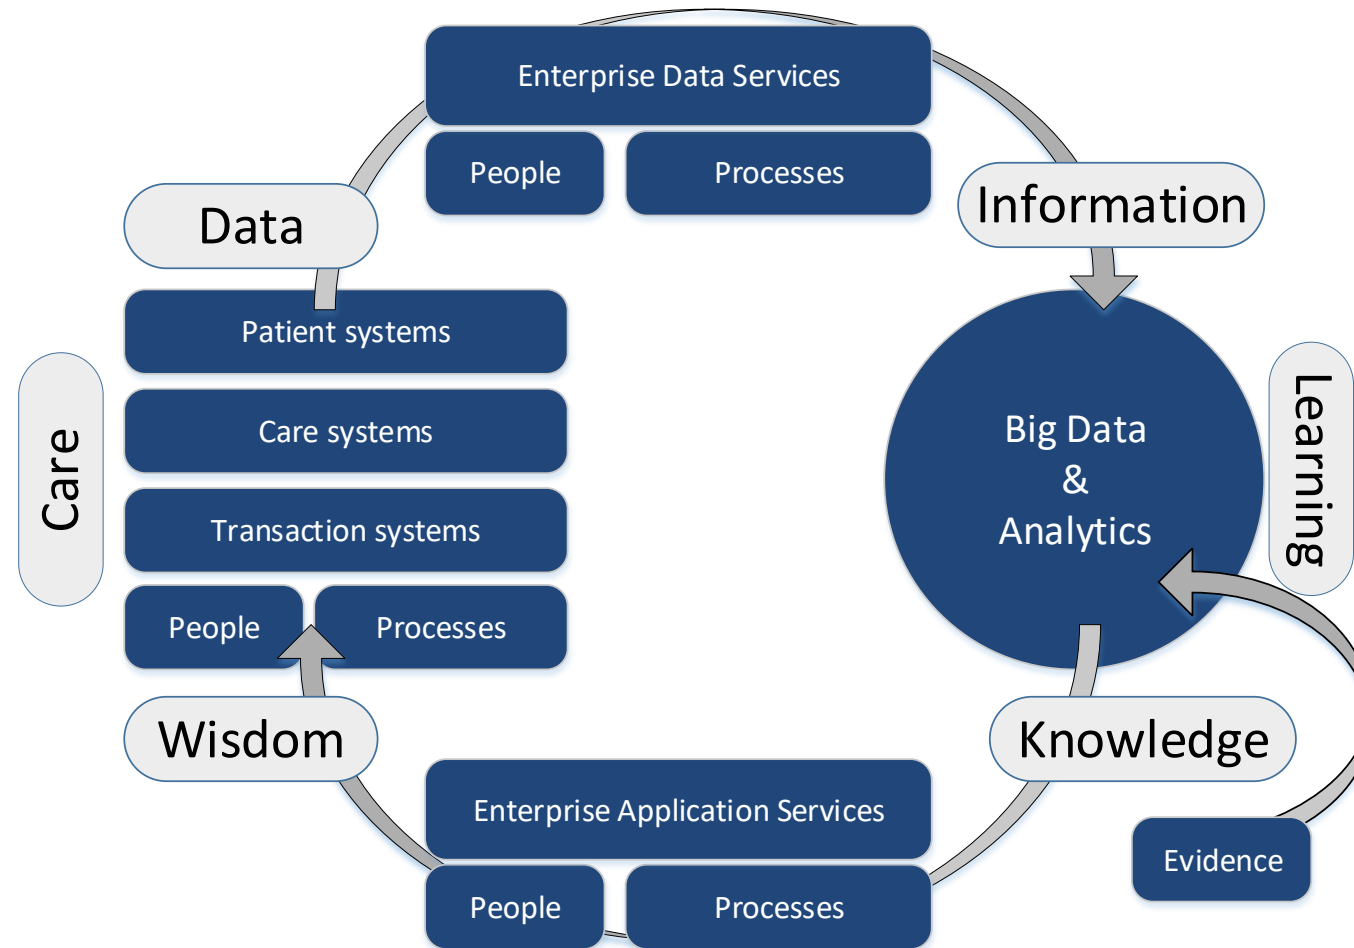 Enterprise Data Services
People
Processes
Data
Information
Patient systems
Care systems
Transaction systems
People
Processes
Care
Big Data
&
Analytics
Learning
Wisdom
Knowledge
Enterprise Application Services
People
Processes
Evidence